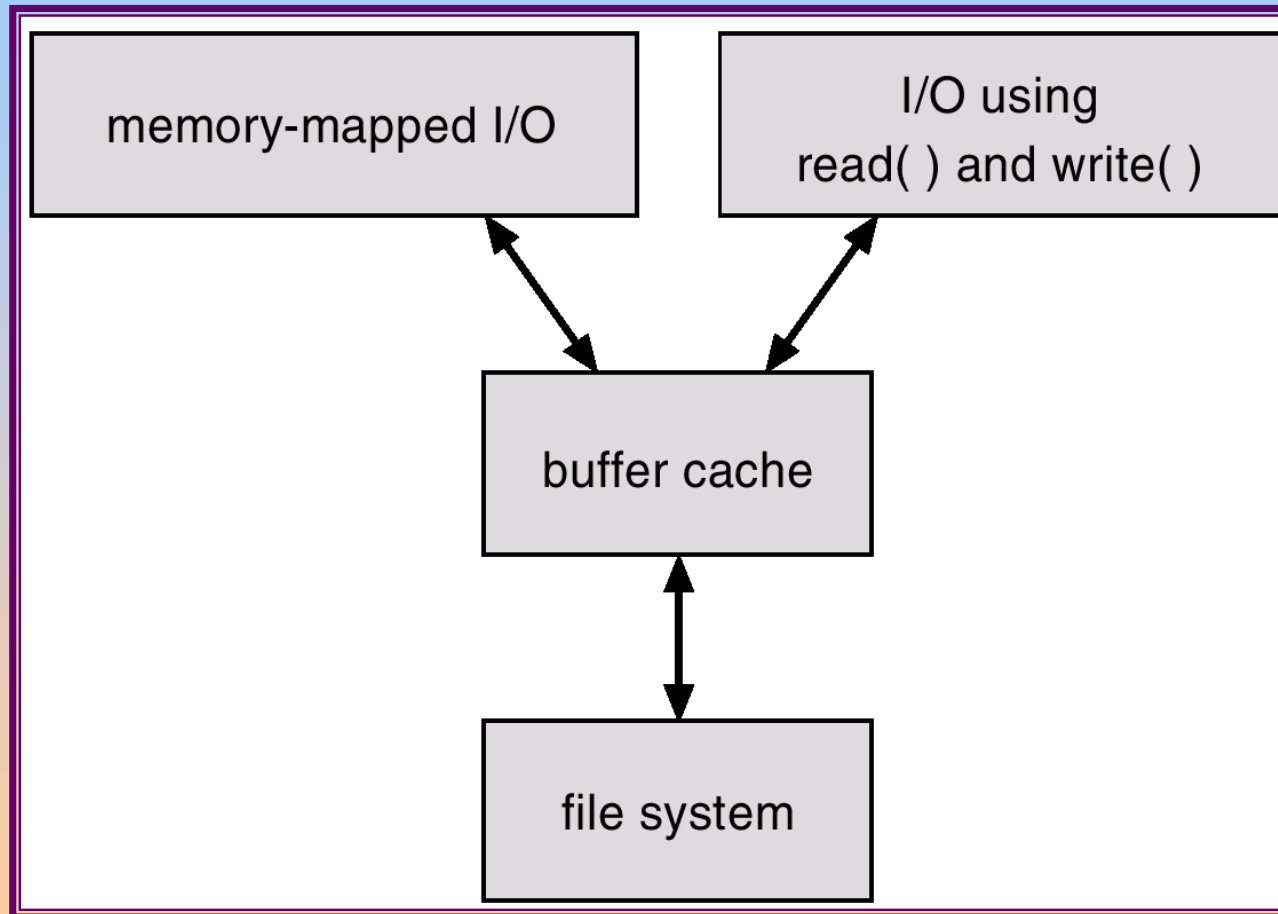 memory-mapped I/O
I/O using
read( ) and write( )
buffer cache
file system